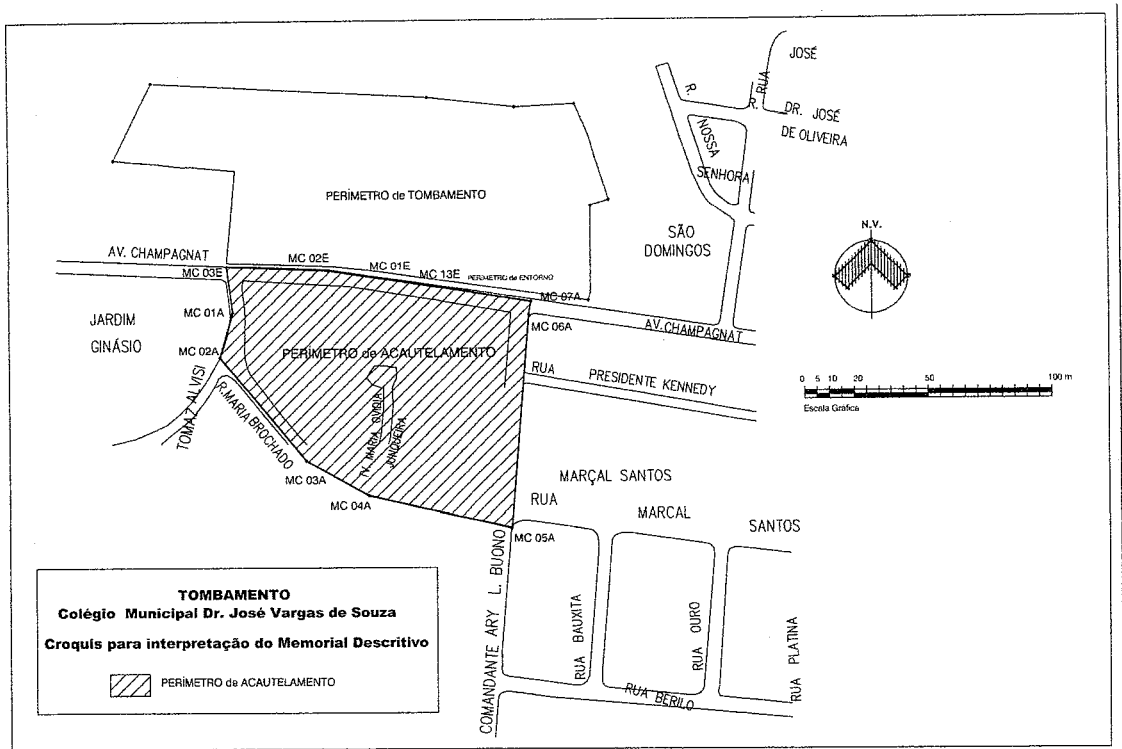 JOSÉ
RUA
R.
R.
DR. JOSÉ
DE OLIVEIRA
NOSSA
SENHORA
PERÍMETRO de TOMBAMENTO
SÃO
DOMINGOS
N.V.
AV. CHAMPAGNAT
MC 02E
MC 01E
MC 13E
PERÍMETRO de ENTORNO
MC 03E
MC 07A
MC 01A
MC 06A
AV. CHAMPAGNAT
JARDIM
GINÁSIO
MC 02A
PERÍMETRO de ACAUTELAMENTO
RUA
PRESIDENTE KENNEDY
0 5 10 20 50 100 m
Escala Gráfica
TOMAZ ALVISI
R. MARIA BROCHADO
TV. MARIA OVIDIA
JUNQUEIRA
MC 03A
MC 04A
MARÇAL SANTOS
RUA
MARCAL
SANTOS
MC 05A
COMANDANTE ARY L. BUONO
RUA BAUXITA
RUA OURO
RUA PLATINA
RUA BERILO
TOMBAMENTO
Colégio Municipal Dr. José Vargas de Souza
Croquis para interpretação do Memorial Descritivo
PERÍMETRO de ACAUTELAMENTO